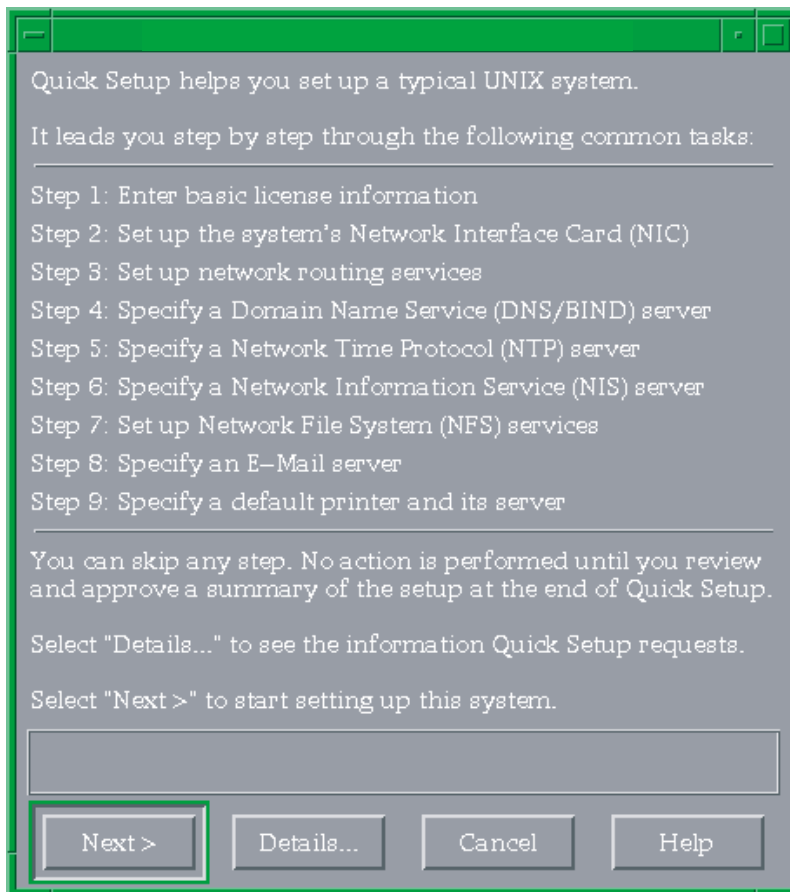 Quick Setup helps you set up a typical UNIX system.
It leads you step by step through the following common tasks:
Step 1: Enter basic license information
Step 2: Set up the system's Network Interface Card (NIC)
Step 3: Set up network routing services
Step 4: Specify a Domain Name Service (DNS/BIND) server
Step 5: Specify a Network Time Protocol (NTP) server
Step 6: Specify a Network Information Service (NIS) server
Step 7: Set up Network File System (NFS) services
Step 8: Specify an E-Mail server
Step 9: Specify a default printer and its server
You can skip any step. No action is performed until you review
and approve a summary of the setup at the end of Quick Setup.
Select "Details..." to see the information Quick Setup requests.
Select "Next >" to start setting up this system.
Next > Details... Cancel Help